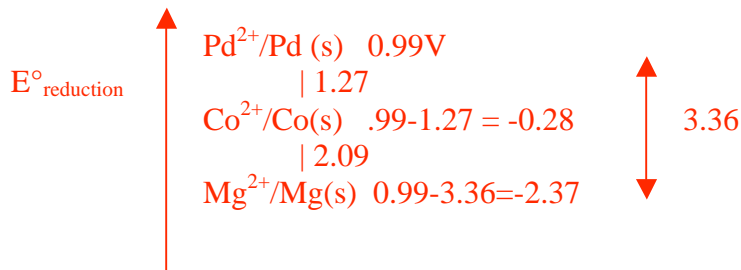 Pd²⁺/Pd (s) 0.99V
| 1.27
E°reduction
Co²⁺/Co(s) .99-1.27 = -0.28 3.36
| 2.09
Mg²⁺/Mg(s) 0.99-3.36=-2.37